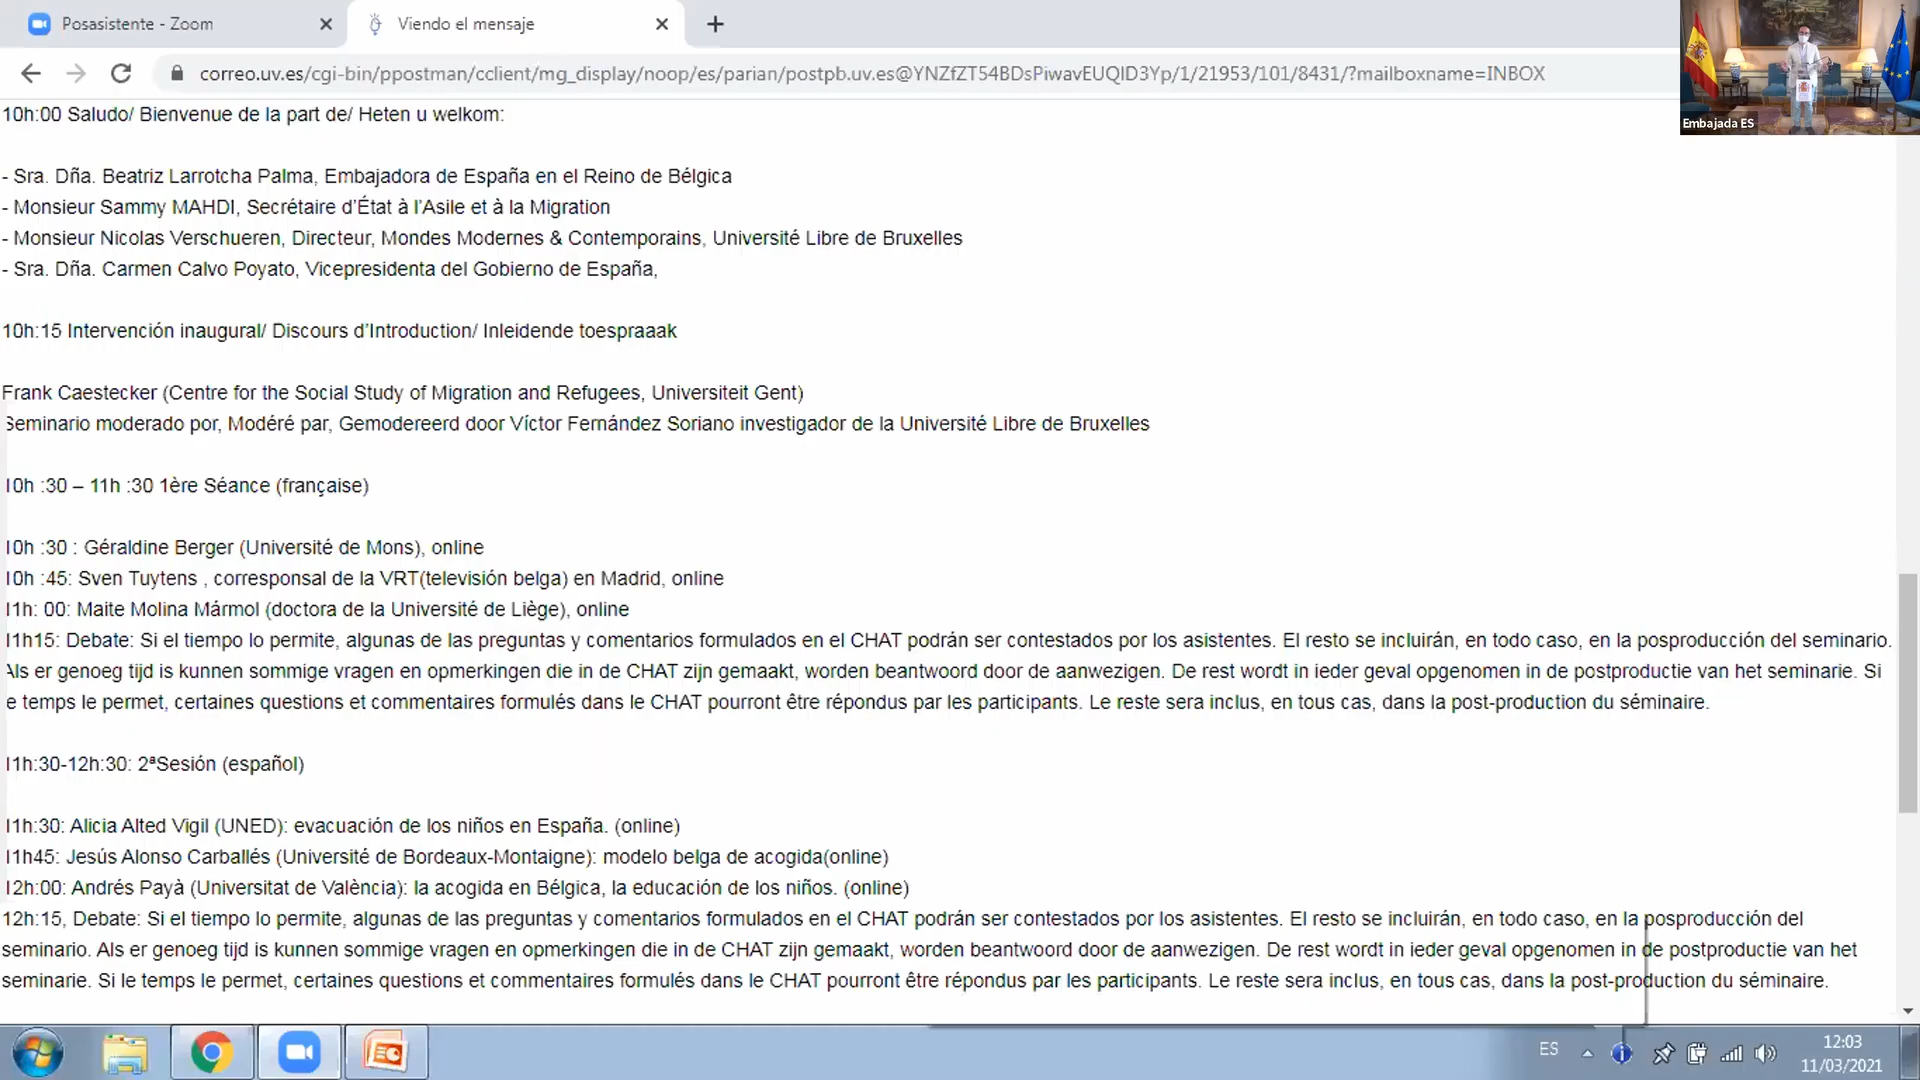 Posasistente - Zoom
Viendo el mensaje
correo.uv.es/cgi-bin/ppostman/cclient/mg_display/noop/es/parian/postpb.uv.es@YNZfZT54BDsPiwavEUQlD3Yp/1/21953/101/8431/?mailboxname=INBOX
Embajada ES
10h:00 Saludo/ Bienvenue de la part de/ Heten u welkom:
- Sra. Dña. Beatriz Larrotcha Palma, Embajadora de España en el Reino de Bélgica
- Monsieur Sammy MAHDI, Secrétaire d'État à l'Asile et à la Migration
- Monsieur Nicolas Verschueren, Directeur, Mondes Modernes & Contemporains, Université Libre de Bruxelles
- Sra. Dña. Carmen Calvo Poyato, Vicepresidenta del Gobierno de España,
10h:15 Intervención inaugural/ Discours d'Introduction/ Inleidende toespraaak
Frank Caestecker (Centre for the Social Study of Migration and Refugees, Universiteit Gent)
Seminario moderado por, Modéré par, Gemodereerd door Víctor Fernández Soriano investigador de la Université Libre de Bruxelles
10h :30 – 11h :30 1ère Séance (française)
10h :30 : Géraldine Berger (Université de Mons), online
10h :45: Sven Tuytens , corresponsal de la VRT(televisión belga) en Madrid, online
11h: 00: Maite Molina Mármol (doctora de la Université de Liège), online
11h15: Debate: Si el tiempo lo permite, algunas de las preguntas y comentarios formulados en el CHAT podrán ser contestados por los asistentes. El resto se incluirán, en todo caso, en la posproducción del seminario.
Als er genoeg tijd is kunnen sommige vragen en opmerkingen die in de CHAT zijn gemaakt, worden beantwoord door de aanwezigen. De rest wordt in ieder geval opgenomen in de postproductie van het seminarie. Si
e temps le permet, certaines questions et commentaires formulés dans le CHAT pourront être répondus par les participants. Le reste sera inclus, en tous cas, dans la post-production du séminaire.
11h:30-12h:30: 2ªSesión (español)
11h:30: Alicia Alted Vigil (UNED): evacuación de los niños en España. (online)
11h45: Jesús Alonso Carballés (Université de Bordeaux-Montaigne): modelo belga de acogida(online)
12h:00: Andrés Payà (Universitat de València): la acogida en Bélgica, la educación de los niños. (online)
12h:15, Debate: Si el tiempo lo permite, algunas de las preguntas y comentarios formulados en el CHAT podrán ser contestados por los asistentes. El resto se incluirán, en todo caso, en la posproducción del
seminario. Als er genoeg tijd is kunnen sommige vragen en opmerkingen die in de CHAT zijn gemaakt, worden beantwoord door de aanwezigen. De rest wordt in ieder geval opgenomen in de postproductie van het
seminarie. Si le temps le permet, certaines questions et commentaires formulés dans le CHAT pourront être répondus par les participants. Le reste sera inclus, en tous cas, dans la post-production du séminaire.
ES
12:03
11/03/2021